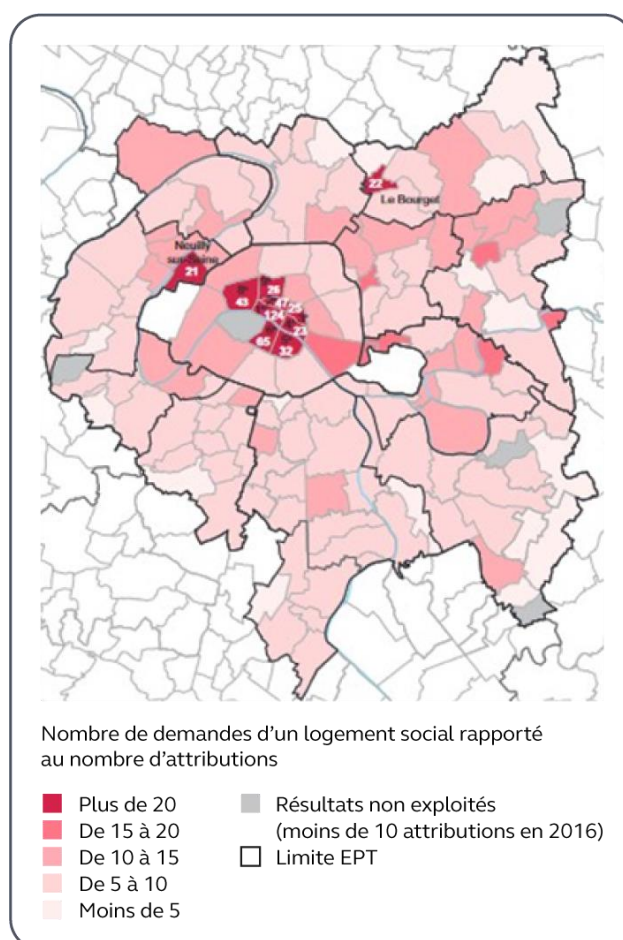 22
Le Bourget
Neuilly
sur-Seine
21
26
43
47
25
124
23
65
32
Nombre de demandes d’un logement social rapporté
au nombre d’attributions
Plus de 20
De 15 à 20
De 10 à 15
De 5 à 10
Moins de 5
Résultats non exploités
(moins de 10 attributions en 2016)
Limite EPT